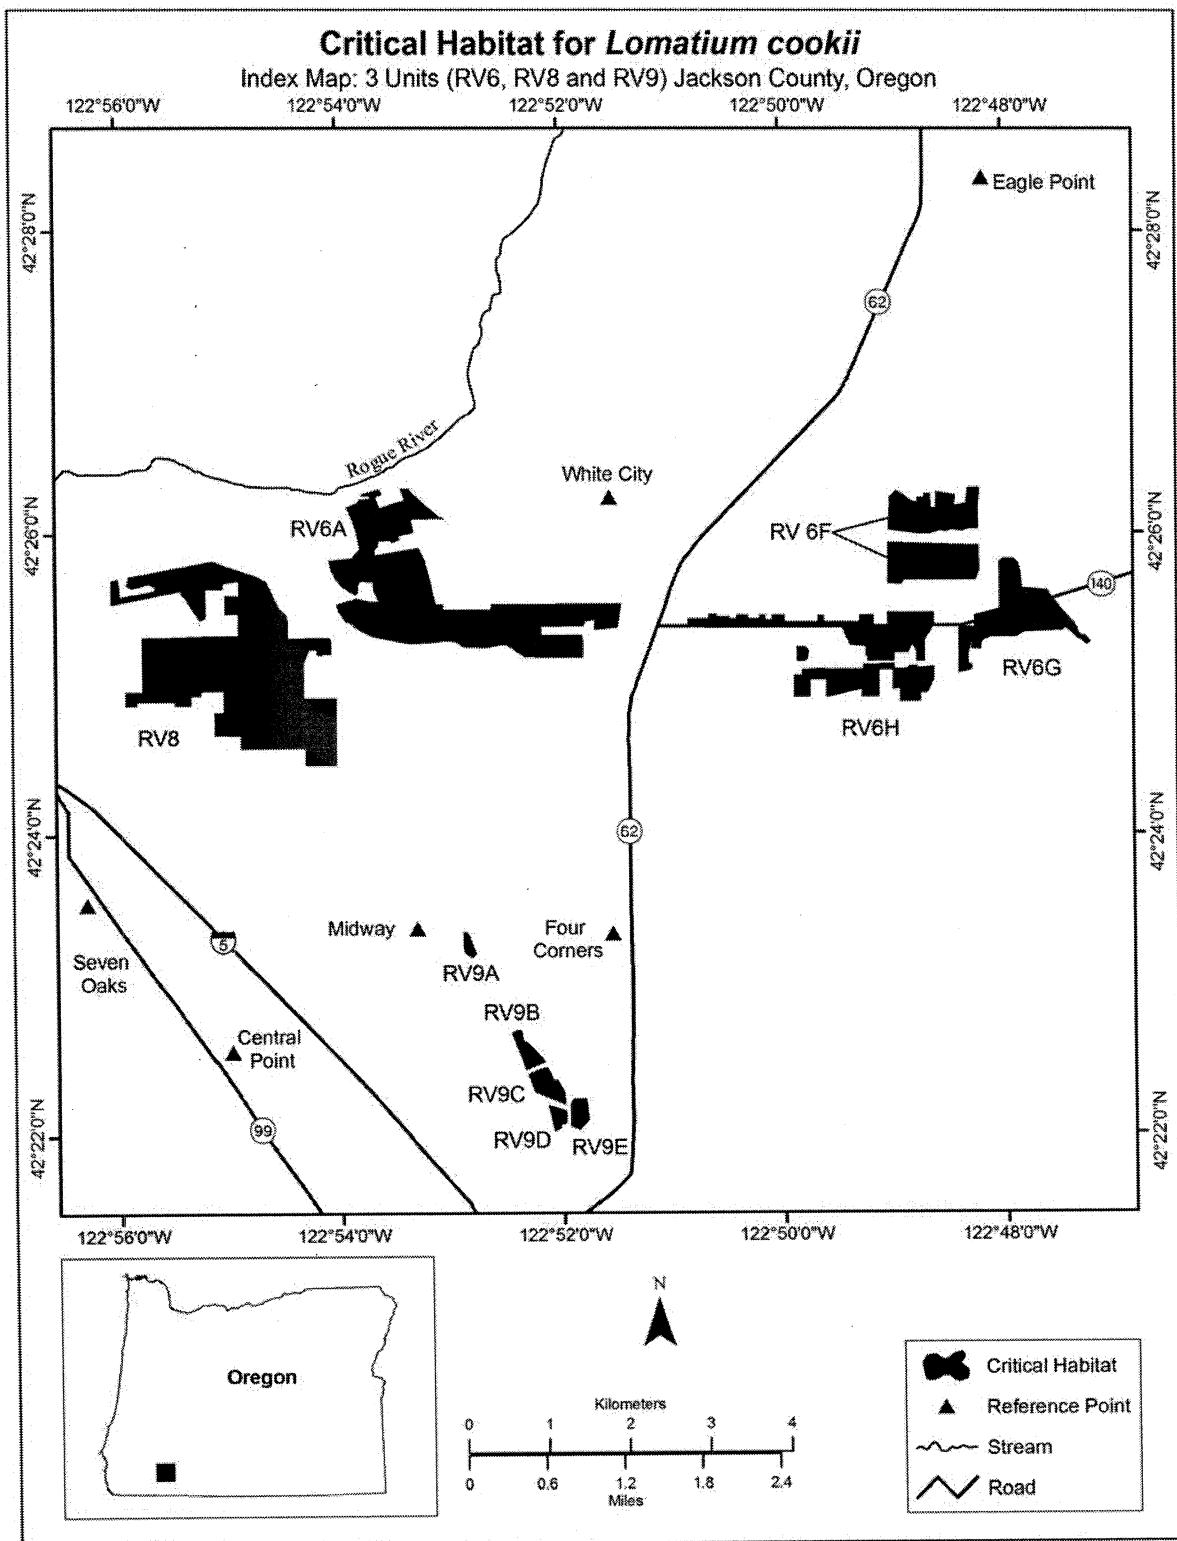 Critical Habitat for Lomatium cookii
Index Map: 3 Units (RV6, RV8 and RV9) Jackson County, Oregon
122°56'0"W
122°54'0"W
122°52'0"W
122°50'0"W
122°48'0"W
Eagle Point
42°28'0"N
42°28'0"N
62
Rogue River
White City
RV6A
RV 6F
42°26'0"N
42°26'0"N
140
RV6G
RV6H
RV8
42°24'0"N
42°24'0"N
62
Midway
Four
Corners
5
Seven
Oaks
RV9A
RV9B
Central
Point
RV9C
99
RV9D
RV9E
42°22'0"N
42°22'0"N
122°56'0"W
122°54'0"W
122°52'0"W
122°50'0"W
122°48'0"W
Oregon
N
Kilometers
0 1 2 3 4
0 0.6 1.2 1.8 2.4
Miles
Critical Habitat
Reference Point
Stream
Road